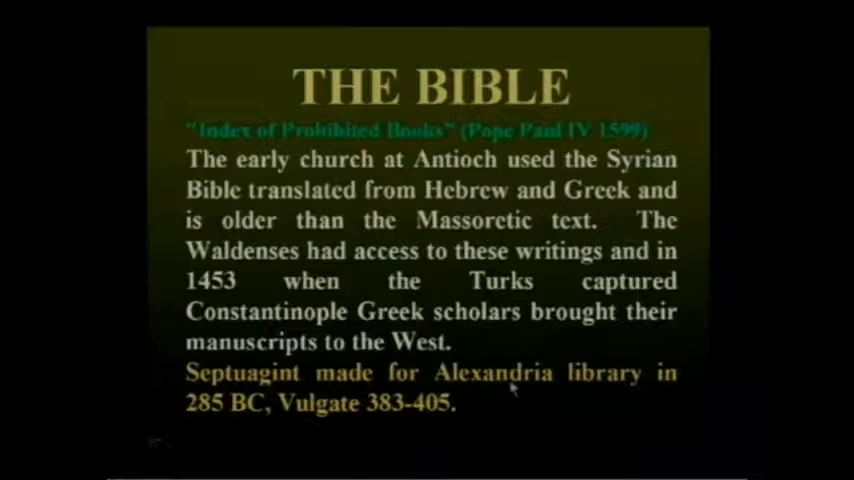 THE BIBLE
"Index of Prohibited Books" (Pope Paul IV 1599)
The early church at Antioch used the Syrian
Bible translated from Hebrew and Greek and
is older than the Massoretic text. The
Waldenses had access to these writings and in
1453 when the Turks captured
Constantinople Greek scholars brought their
manuscripts to the West.
Septuagint made for Alexandria library in
285 BC, Vulgate 383-405.